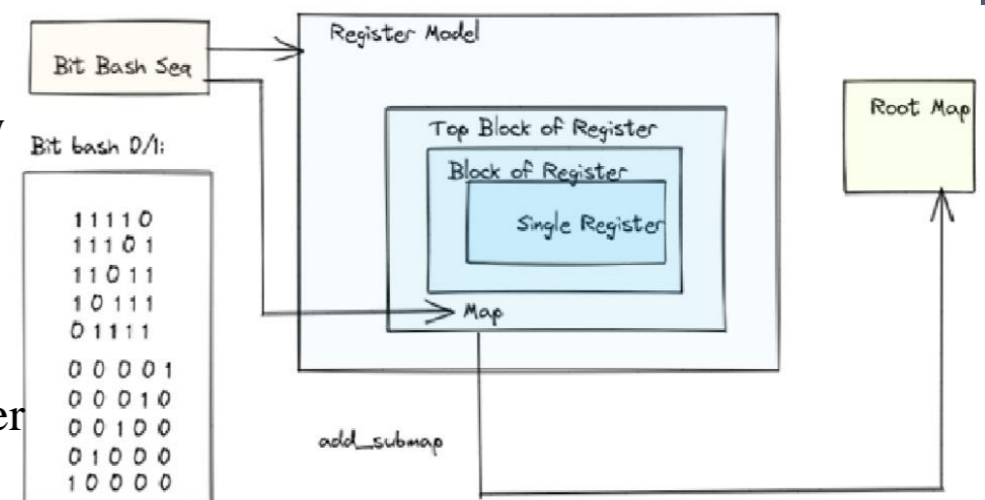 Bit Bash Seq
Register Model
Top Block of Register
Block of Register
Single Register
Map
Root Map
add_submap
Bit bash 0/1:
11110
11101
11011
10111
01111
00001
00010
00100
01000
10000
y
er